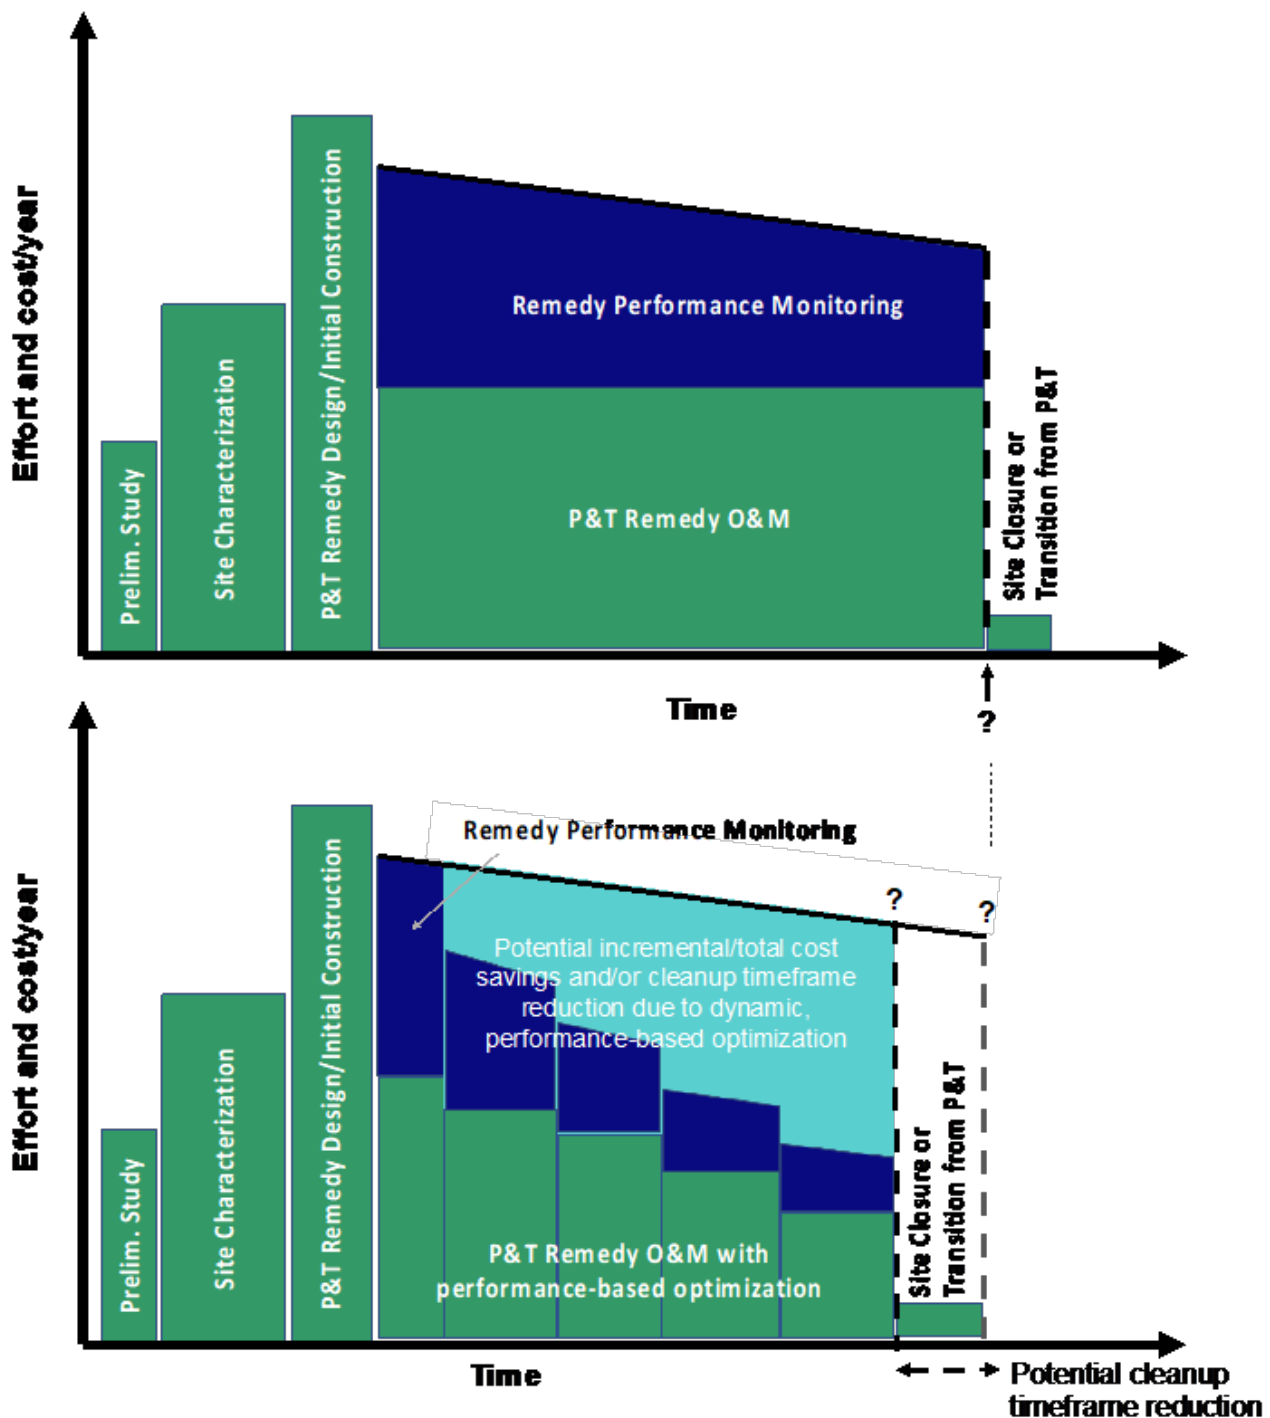 Effort and cost/year
Prelim. Study
Site Characterization
P&T Remedy Design/Initial Construction
Remedy Performance Monitoring
P&T Remedy O&M
Site Closure or
Transition from P&T
Time
?
Effort and cost/year
Prelim. Study
Site Characterization
P&T Remedy Design/Initial Construction
Remedy Performance Monitoring
?
?
Potential incremental/total cost
savings and/or cleanup timeframe
reduction due to dynamic,
performance-based optimization
P&T Remedy O&M with
performance-based optimization
Site Closure or
Transition from P&T
Time
Potential cleanup
timeframe reduction